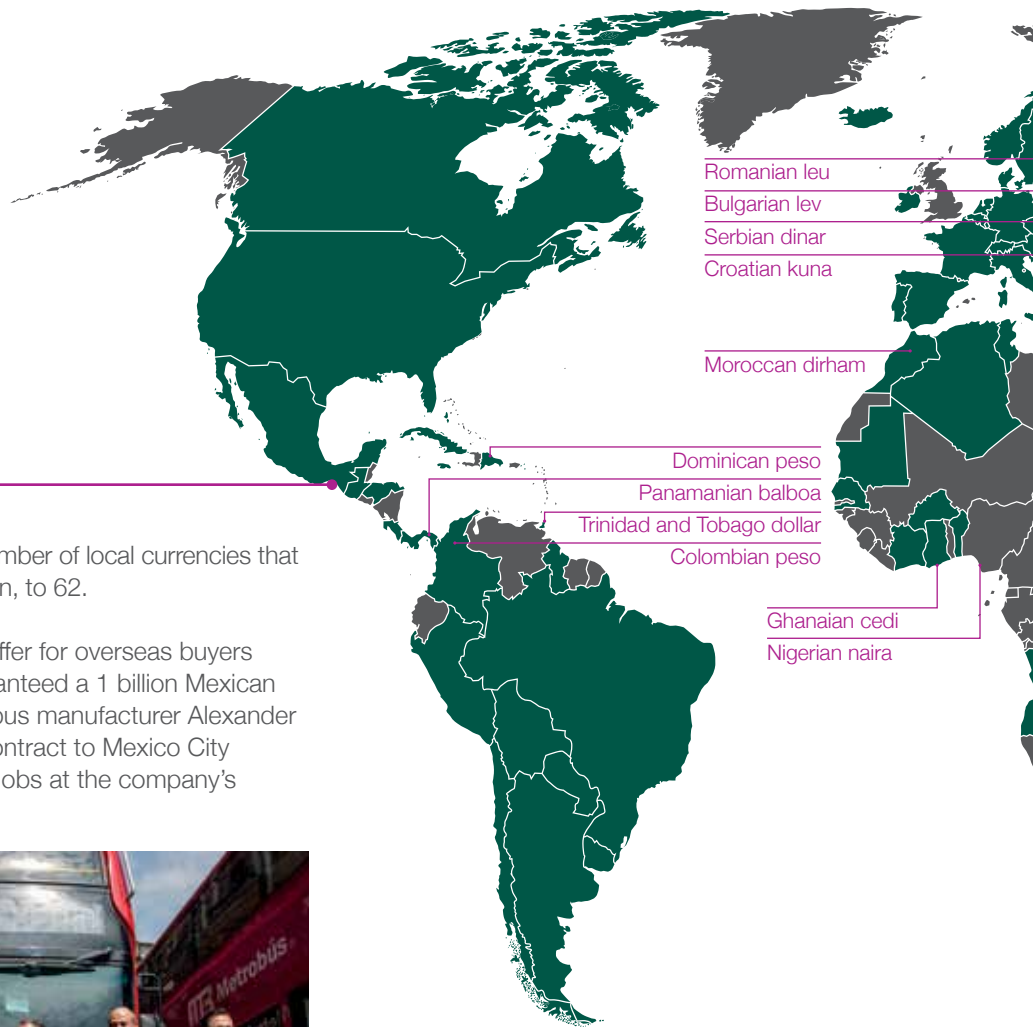 Romanian leu
Bulgarian lev
Serbian dinar
Croatian kuna
Moroccan dirham
Dominican peso
Panamanian balboa
Trinidad and Tobago dollar
Colombian peso
Ghanaian cedi
Nigerian naira
mber of local currencies that
n, to 62.
ffer for overseas buyers
anteed a 1 billion Mexican
ous manufacturer Alexander
ontract to Mexico City
obs at the company's
MB Metrobús